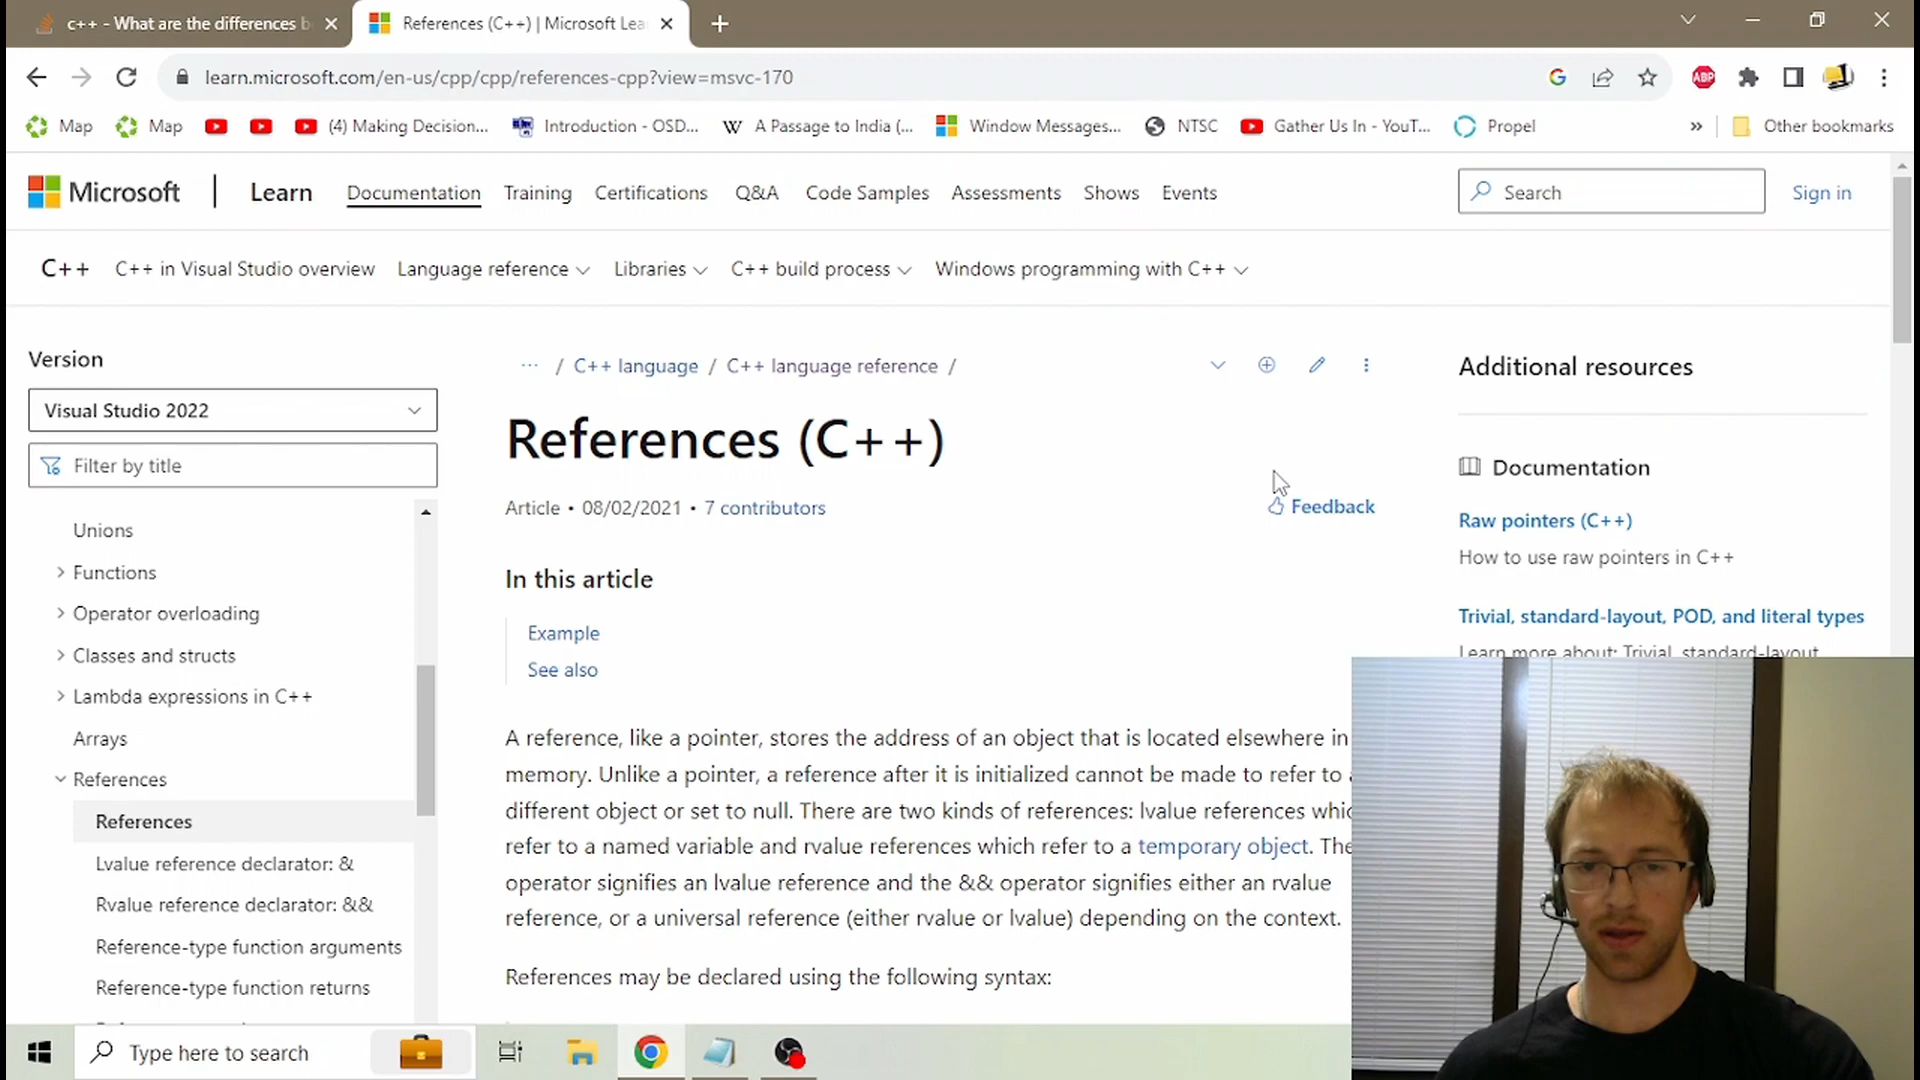 c++ - What are the differences b
References (C++) | Microsoft Lea
learn.microsoft.com/en-us/cpp/cpp/references-cpp?view=msvc-170
ABP
Map
Map
(4) Making Decision...
Introduction - OSD...
W A Passage to India (...
Window Messages...
NTSC
Gather Us In - YouT...
Propel
»
Other bookmarks
Microsoft
Learn
Documentation
Training
Certifications
Q&A
Code Samples
Assessments
Shows
Events
Search
Sign in
C++
C++ in Visual Studio overview
Language reference
Libraries
C++ build process
Windows programming with C++
Version
Visual Studio 2022
Filter by title
Unions
Functions
Operator overloading
Classes and structs
Lambda expressions in C++
Arrays
References
References
Lvalue reference declarator: &
Rvalue reference declarator: &&
Reference-type function arguments
Reference-type function returns
··· / C++ language / C++ language reference /
References (C++)
Article • 08/02/2021 • 7 contributors
Feedback
In this article
Example
See also
A reference, like a pointer, stores the address of an object that is located elsewhere in
memory. Unlike a pointer, a reference after it is initialized cannot be made to refer to
different object or set to null. There are two kinds of references: lvalue references whic
refer to a named variable and rvalue references which refer to a temporary object. The
operator signifies an lvalue reference and the && operator signifies either an rvalue
reference, or a universal reference (either rvalue or lvalue) depending on the context.
References may be declared using the following syntax:
Additional resources
Documentation
Raw pointers (C++)
How to use raw pointers in C++
Trivial, standard-layout, POD, and literal types
Learn more about: Trivial, standard-layout
Type here to search